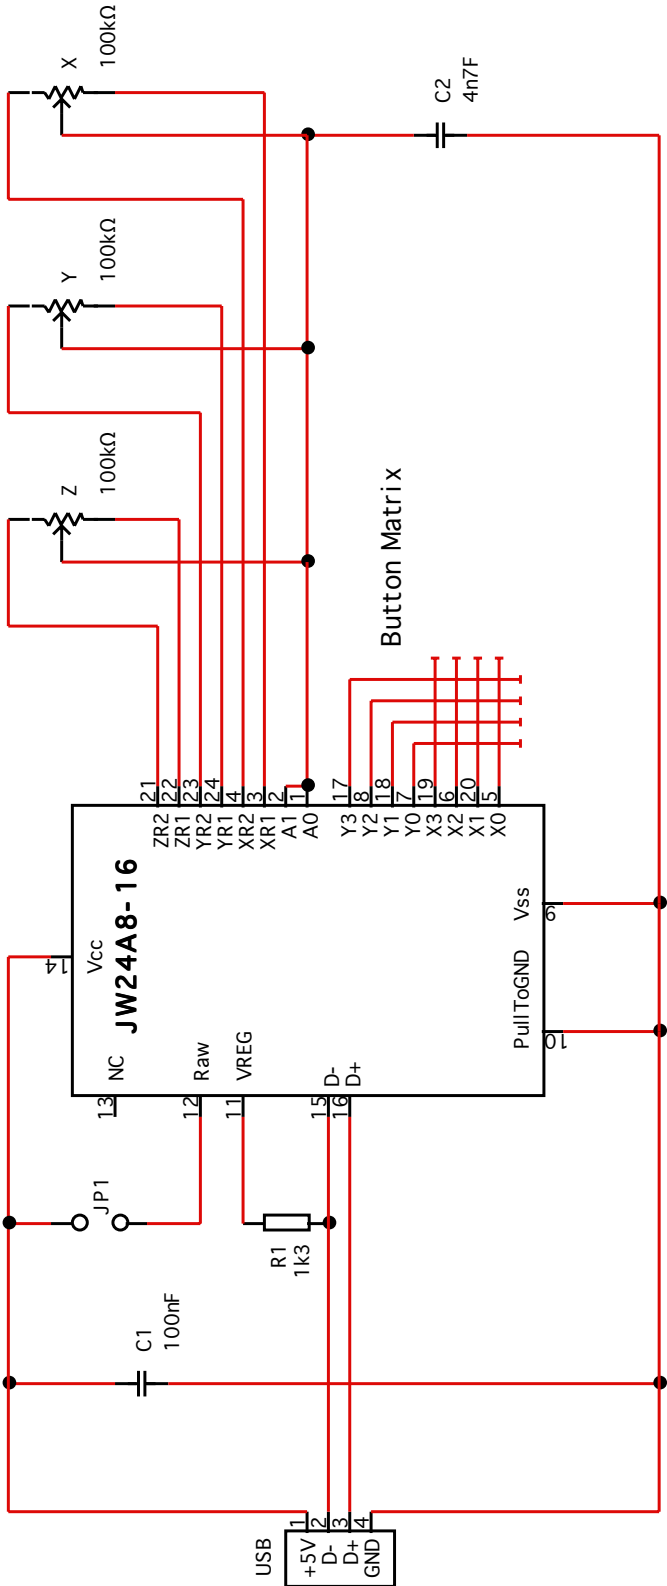 X
100kΩ
C2
4n7F
Y
100kΩ
Z
100kΩ
Button Matrix
21
22
23
24
4
3
2
1
17
8
18
7
19
6
20
5
ZR2
ZR1
YR2
YR1
XR2
XR1
A1
A0
Y3
Y2
Y1
Y0
X3
X2
X1
X0
JW24A8-16
14
Vcc
Vss
9
PullToGND
10
NC
Raw
VREG
D-
D+
13
12
11
15
16
JP1
R1
1k3
C1
100nF
USB
1
2
3
4
+5V
D-
D+
GND